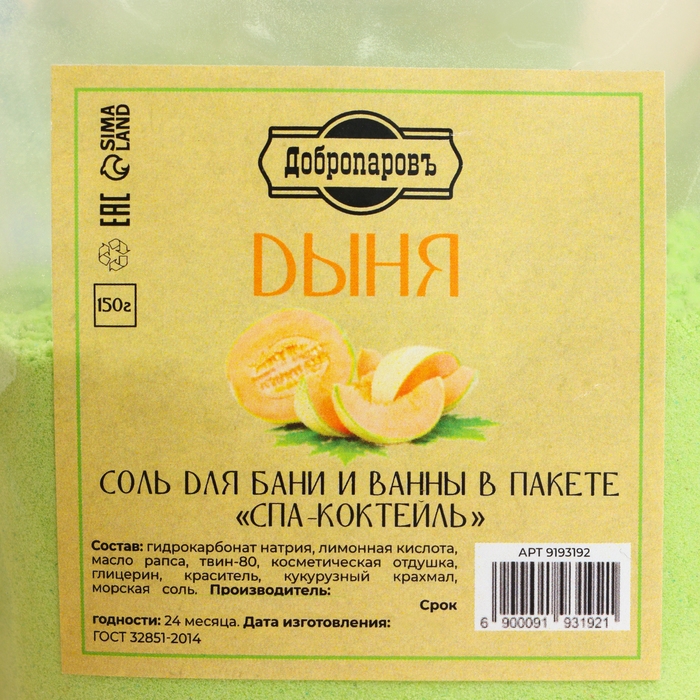 SIMA
LAND
EAC
150г
Добропаровъ
ДЫНЯ
СОЛЬ ДЛЯ БАНИ И ВАННЫ В ПАКЕТЕ
«СПА-КОКТЕЙЛЬ»
Состав: гидрокарбонат натрия, лимонная кислота,
масло рапса, твин-80, косметическая отдушка,
глицерин, краситель, кукурузный крахмал,
морская соль. Производитель:
Срок
годности: 24 месяца. Дата изготовления:
ГОСТ 32851-2014
АРТ 9193192
6 900091 931921